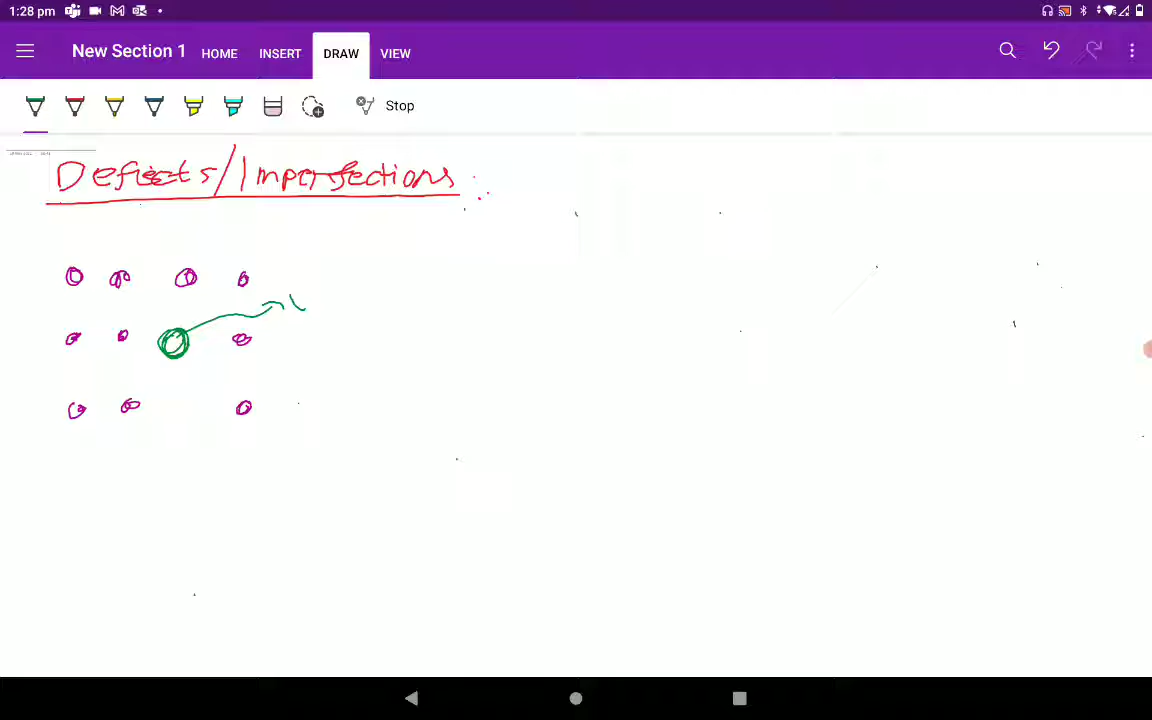 1:28 pm
New Section 1 HOME INSERT DRAW VIEW
Stop
Defects/Imperfections :